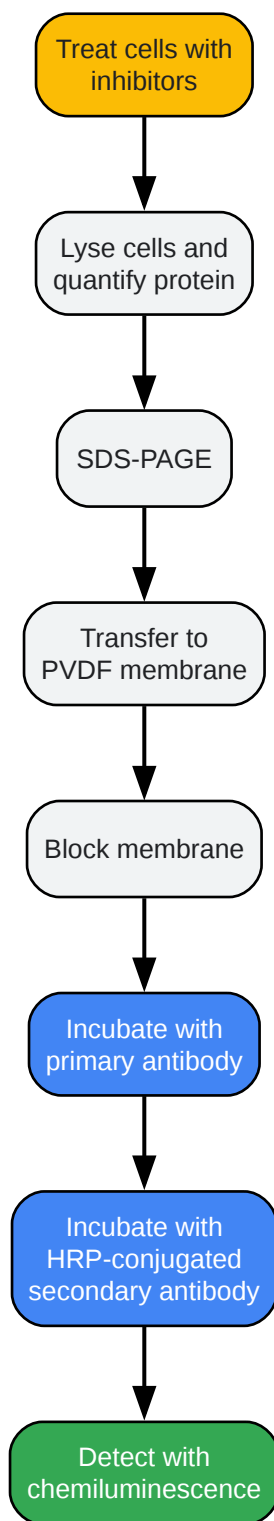 Treat cells with
inhibitors
Lyse cells and
quantify protein
SDS-PAGE
Transfer to
PVDF membrane
Block membrane
Incubate with
primary antibody
Incubate with
HRP-conjugated
secondary antibody
Detect with
chemiluminescence